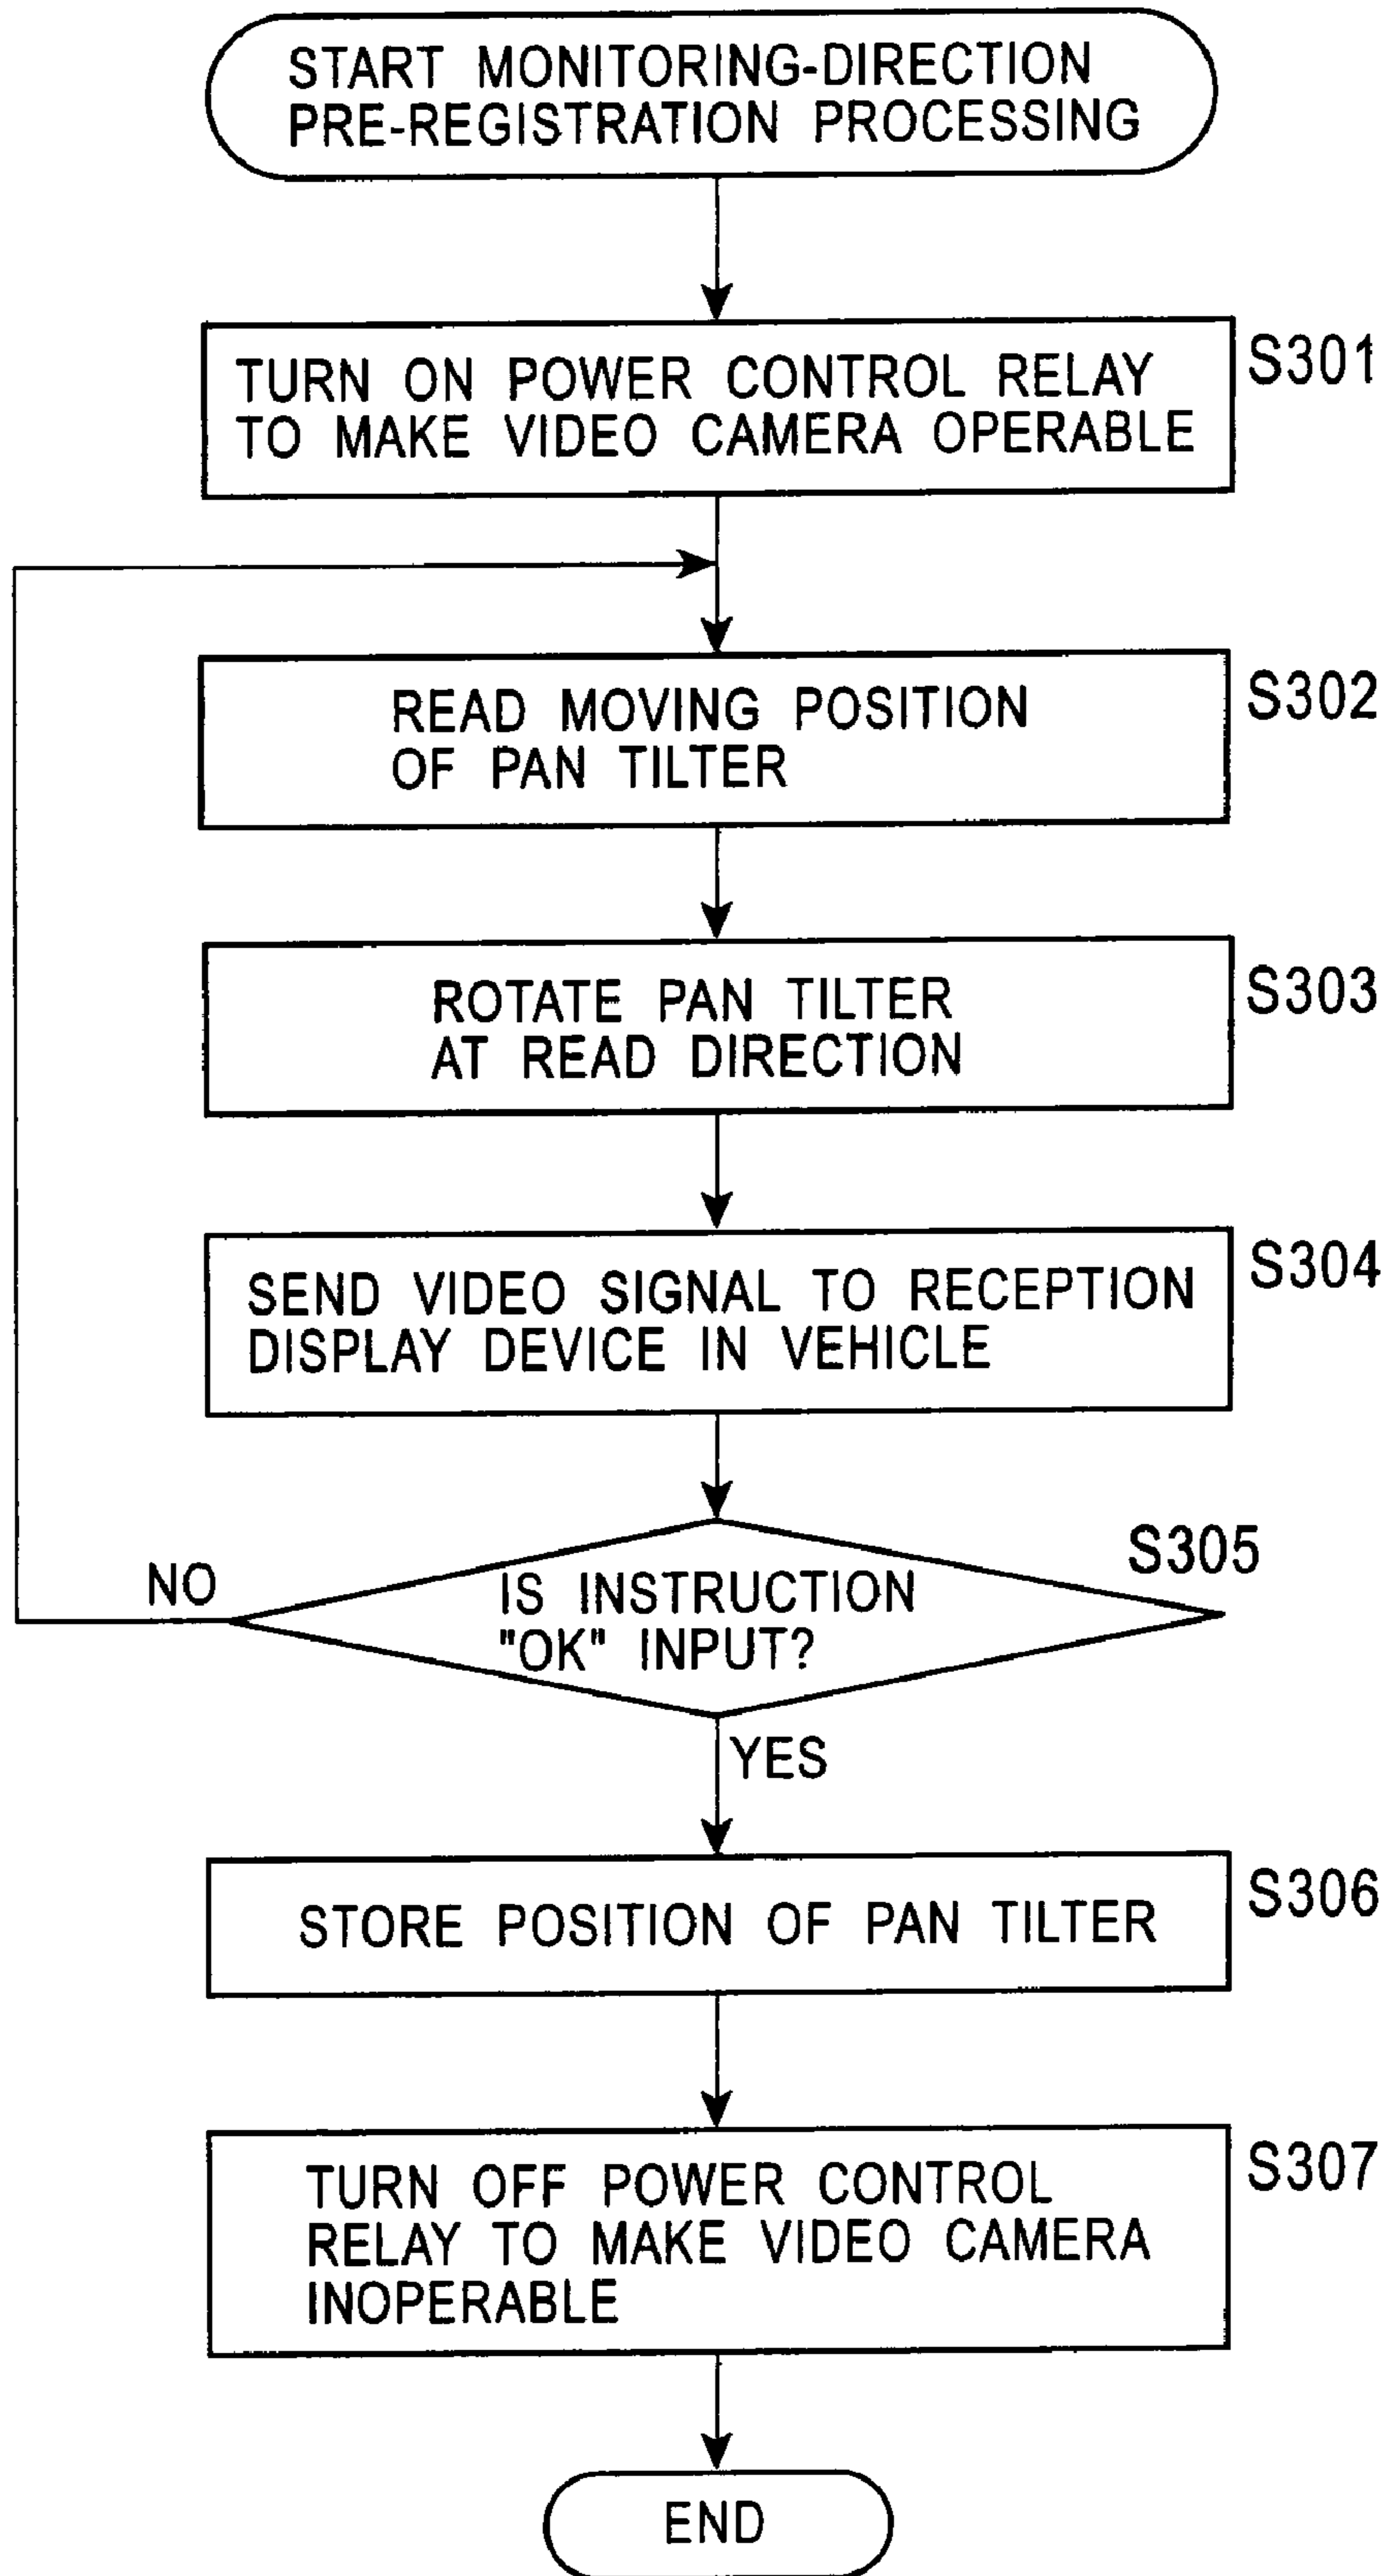 START MONITORING-DIRECTION
PRE-REGISTRATION PROCESSING
TURN ON POWER CONTROL RELAY
TO MAKE VIDEO CAMERA OPERABLE
S301
READ MOVING POSITION
OF PAN TILTER
S302
ROTATE PAN TILTER
AT READ DIRECTION
S303
SEND VIDEO SIGNAL TO RECEPTION
DISPLAY DEVICE IN VEHICLE
S304
IS INSTRUCTION
"OK" INPUT?
S305
NO
YES
STORE POSITION OF PAN TILTER
S306
TURN OFF POWER CONTROL
RELAY TO MAKE VIDEO CAMERA
INOPERABLE
S307
END